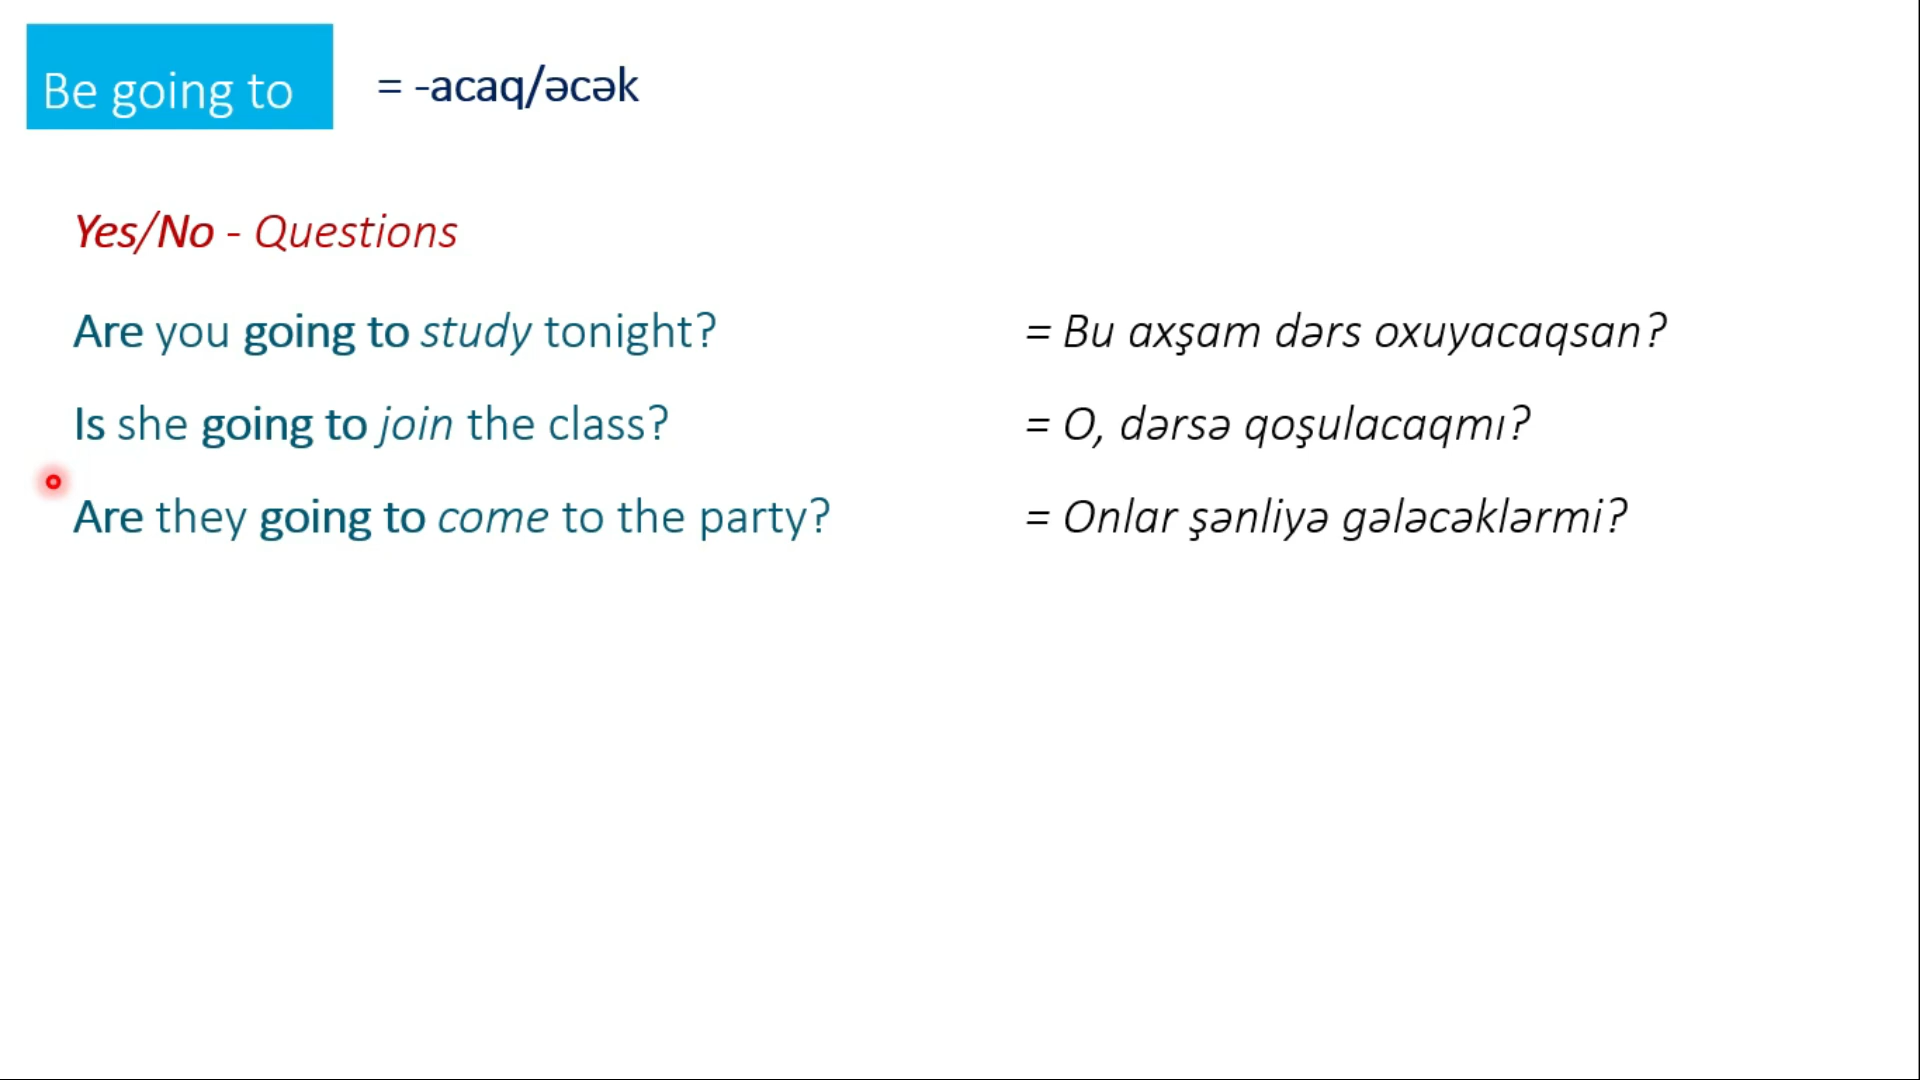 Be going to = -acaq/əcək
Yes/No - Questions
Are you going to study tonight? = Bu axşam dərs oxuyacaqsan?
Is she going to join the class? = O, dərsə qoşulacaqmı?
Are they going to come to the party? = Onlar şənliyə gələcəklərmi?